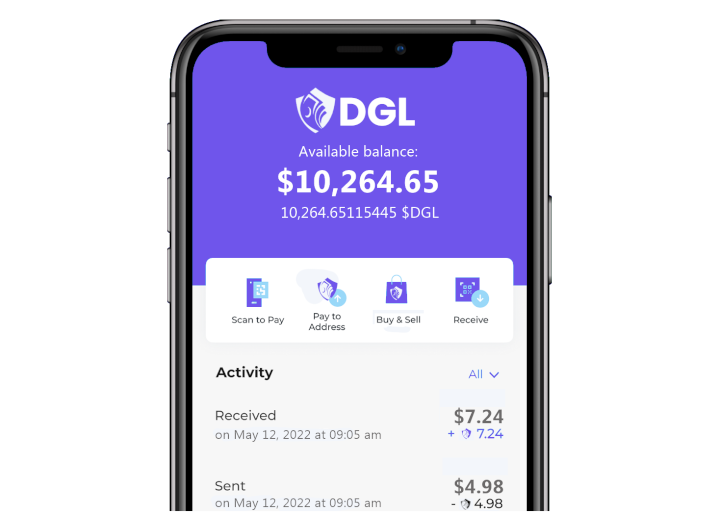 DGL
Available balance:
$10,264.65
10,264.65115445 $DGL
Scan to Pay
Pay to
Address
Buy & Sell
Receive
Activity
All
Received
$7.24
on May 12, 2022 at 09:05 am
+ 7.24
Sent
$4.98
on May 12, 2022 at 09:05 am
- 4.98